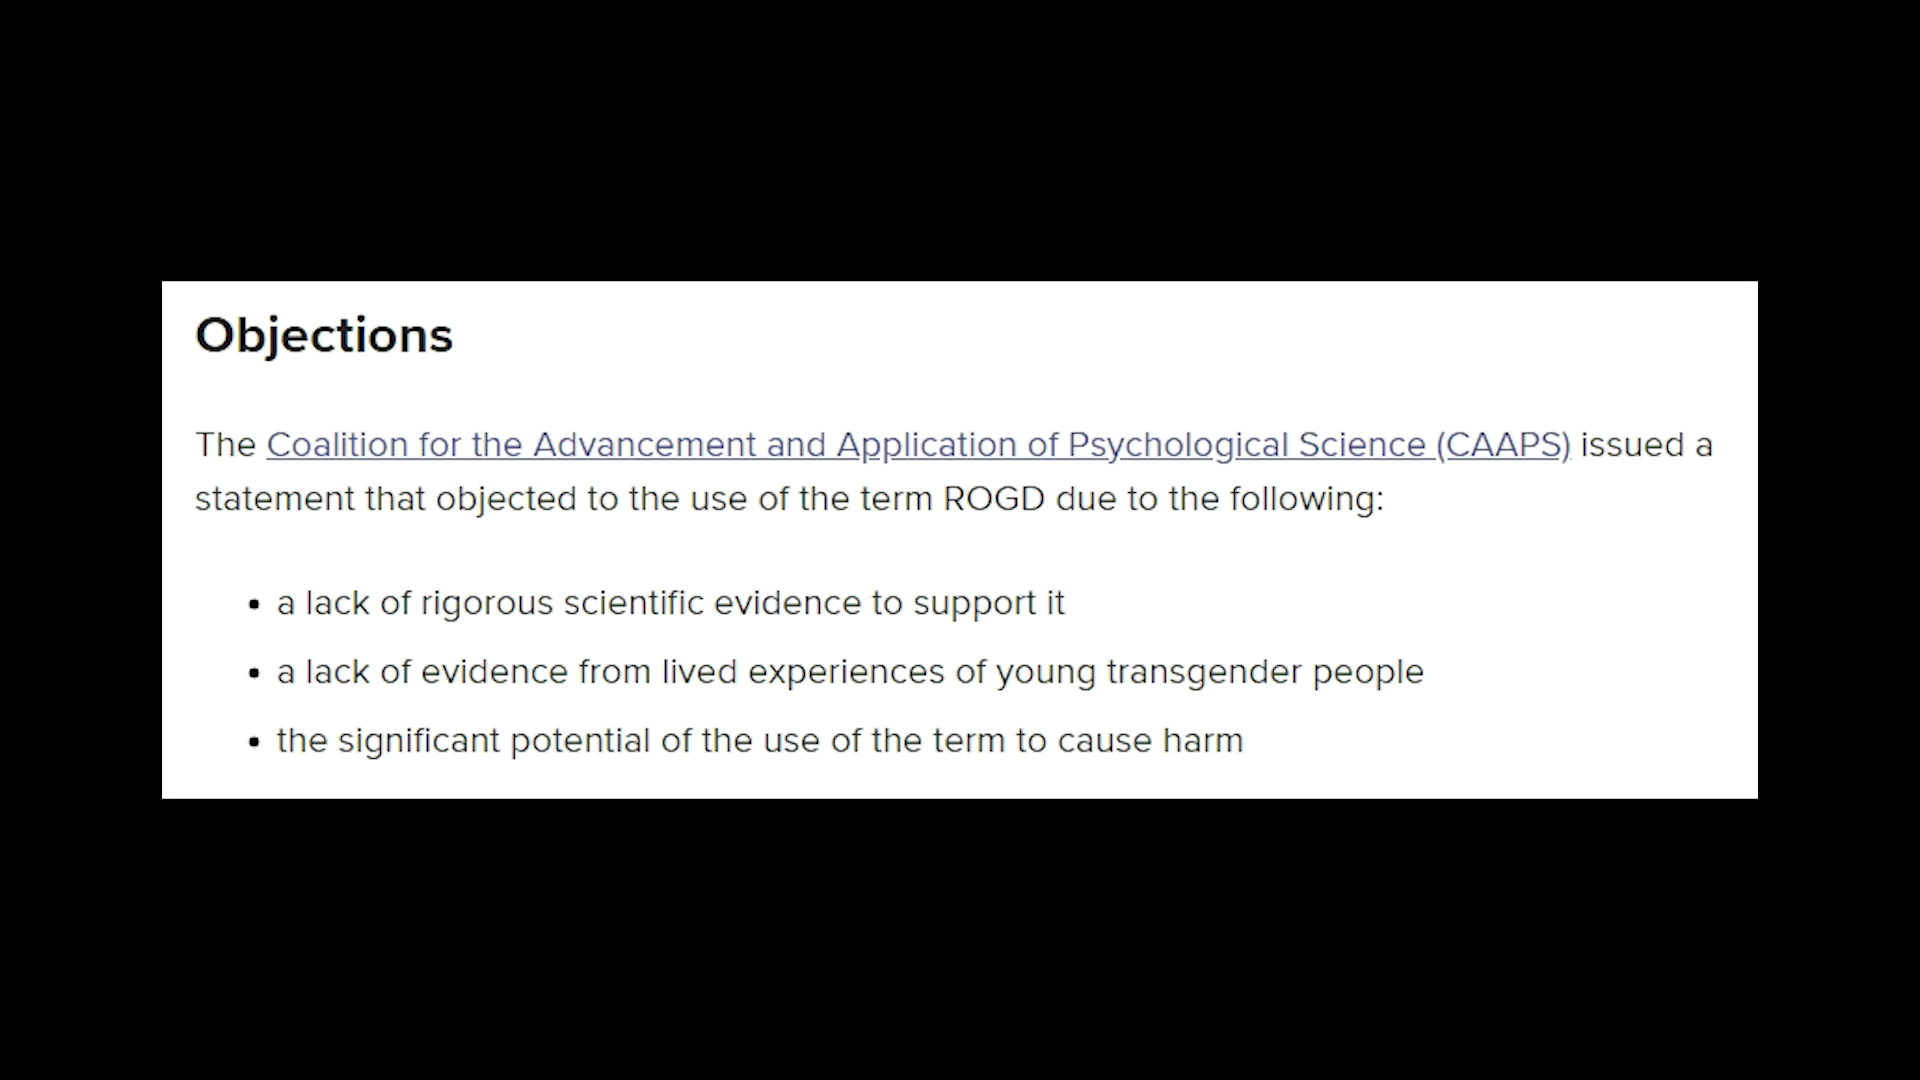 Objections
The Coalition for the Advancement and Application of Psychological Science (CAAPS) issued a
statement that objected to the use of the term ROGD due to the following:
• a lack of rigorous scientific evidence to support it
• a lack of evidence from lived experiences of young transgender people
• the significant potential of the use of the term to cause harm